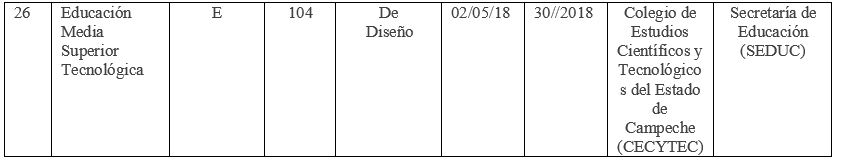 26
Educación
Media
Superior
Tecnológica
E
104
De
Diseño
02/05/18
30//2018
Colegio de
Estudios
Científicos y
Tecnológico
s del Estado
de
Campeche
(CECYTEC)
Secretaría de
Educación
(SEDUC)